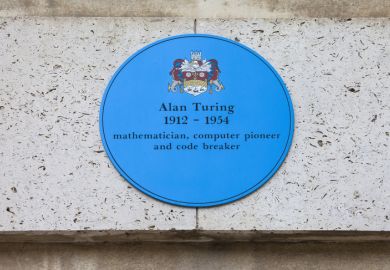 Alan Turing
1912 - 1954
mathematician, computer pioneer
and code breaker